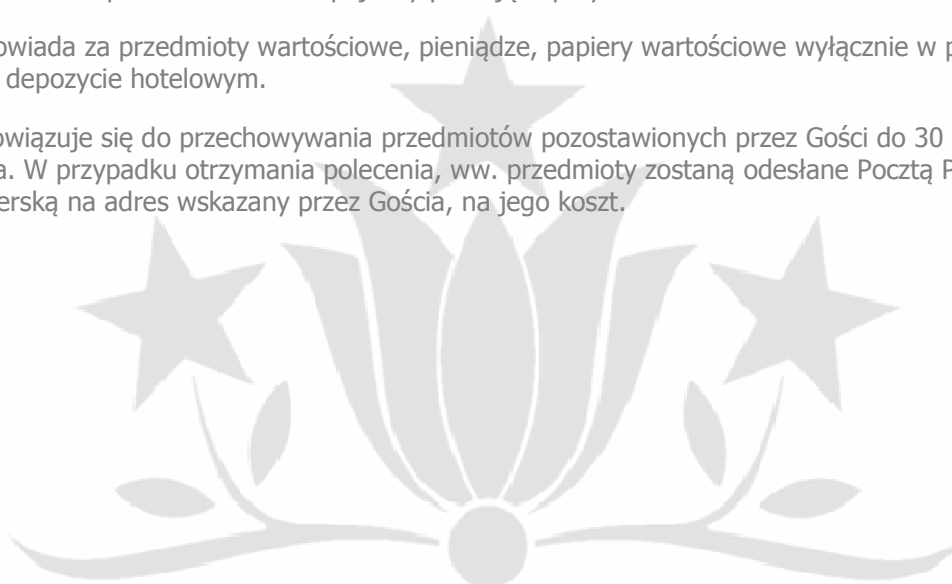 owiada za przedmioty wartościowe, pieniądze, papiery wartościowe wyłącznie w p
depozycie hotelowym.
owiązuje się do przechowywania przedmiotów pozostawionych przez Gości do 30
a. W przypadku otrzymania polecenia, ww. przedmioty zostaną odesłane Pocztą P
erską na adres wskazany przez Gościa, na jego koszt.